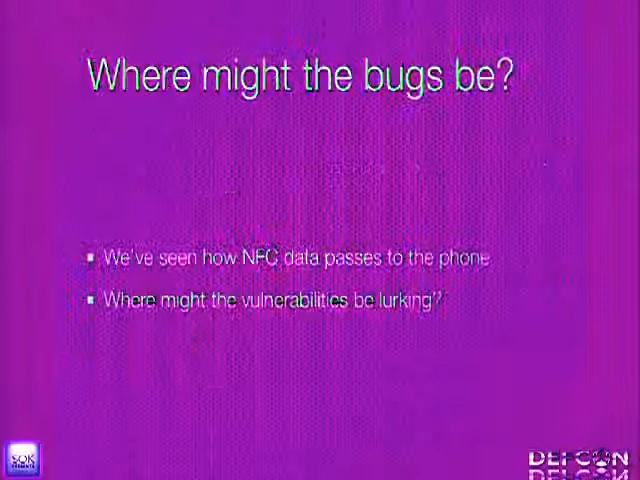 Where might the bugs be?
We've seen how NFC data passes to the phone
Where might the vulnerabilities be lurking?
SOK
DEFCON